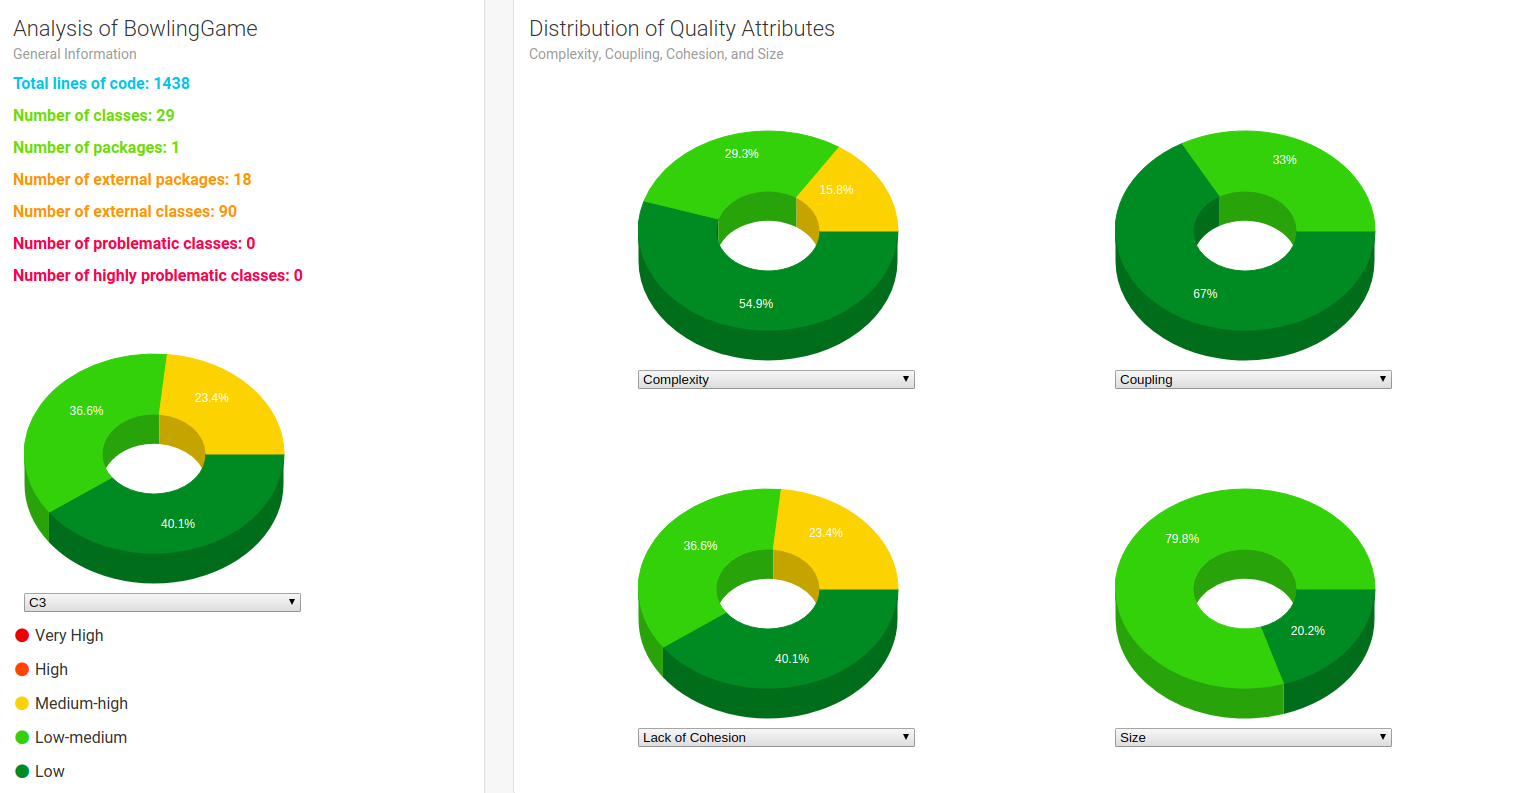 Analysis of BowlingGame
General Information
Total lines of code: 1438
Number of classes: 29
Number of packages: 1
Number of external packages: 18
Number of external classes: 90
Number of problematic classes: 0
Number of highly problematic classes: 0
36.6%
23.4%
40.1%
C3
Very High
High
Medium-high
Low-medium
Low
Distribution of Quality Attributes
Complexity, Coupling, Cohesion, and Size
29.3%
15.8%
54.9%
Complexity
33%
67%
Coupling
36.6%
23.4%
40.1%
Lack of Cohesion
79.8%
20.2%
Size